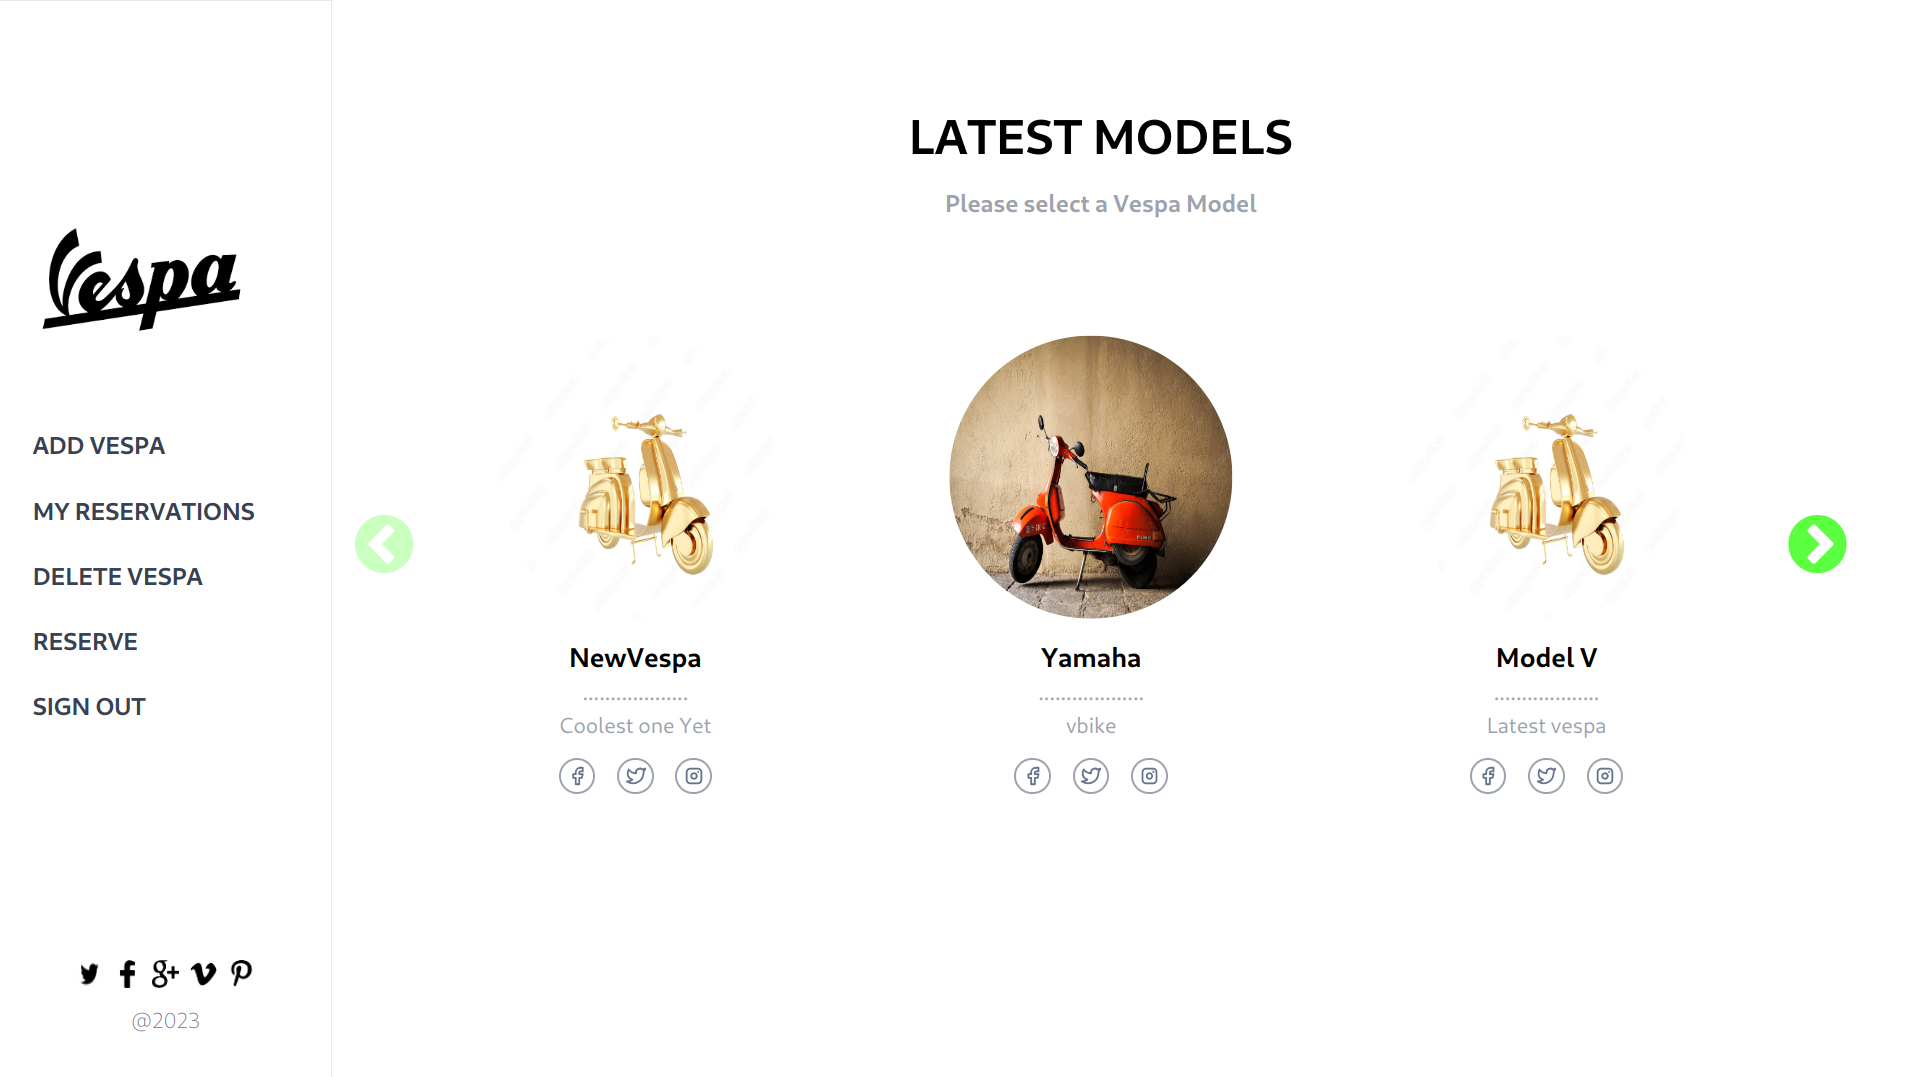 Vespa
ADD VESPA
MY RESERVATIONS
DELETE VESPA
RESERVE
SIGN OUT
@2023
LATEST MODELS
Please select a Vespa Model
NewVespa
...................
Coolest one Yet
Yamaha
...................
vbike
Model V
...................
Latest vespa